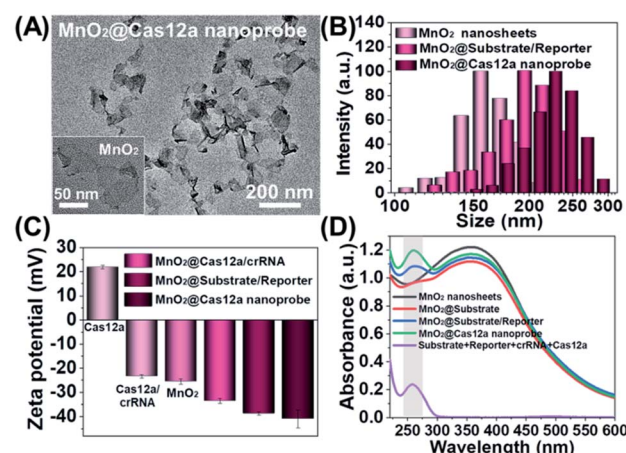 (A)
MnO₂@Cas12a nanoprobe
MnO₂
50 nm
200 nm
(B)
MnO₂ nanosheets
MnO₂@Substrate/Reporter
MnO₂@Cas12a nanoprobe
Intensity (a.u.)
140
120
100
80
60
40
20
0
100 150 200 250 300
Size (nm)
(C)
MnO₂@Cas12a/crRNA
MnO₂@Substrate/Reporter
MnO₂@Cas12a nanoprobe
Zeta potential (mV)
30
20
10
0
-10
-20
-30
-40
Cas12a
Cas12a/
crRNA
MnO₂
(D)
MnO₂ nanosheets
MnO₂@Substrate
MnO₂@Substrate/Reporter
MnO₂@Cas12a nanoprobe
Substrate+Reporter+crRNA+Cas12a
Absorbance (a.u.)
1.2
1.0
0.8
0.6
0.4
0.2
0.0
250 300 350 400 450 500 550 600
Wavelength (nm)